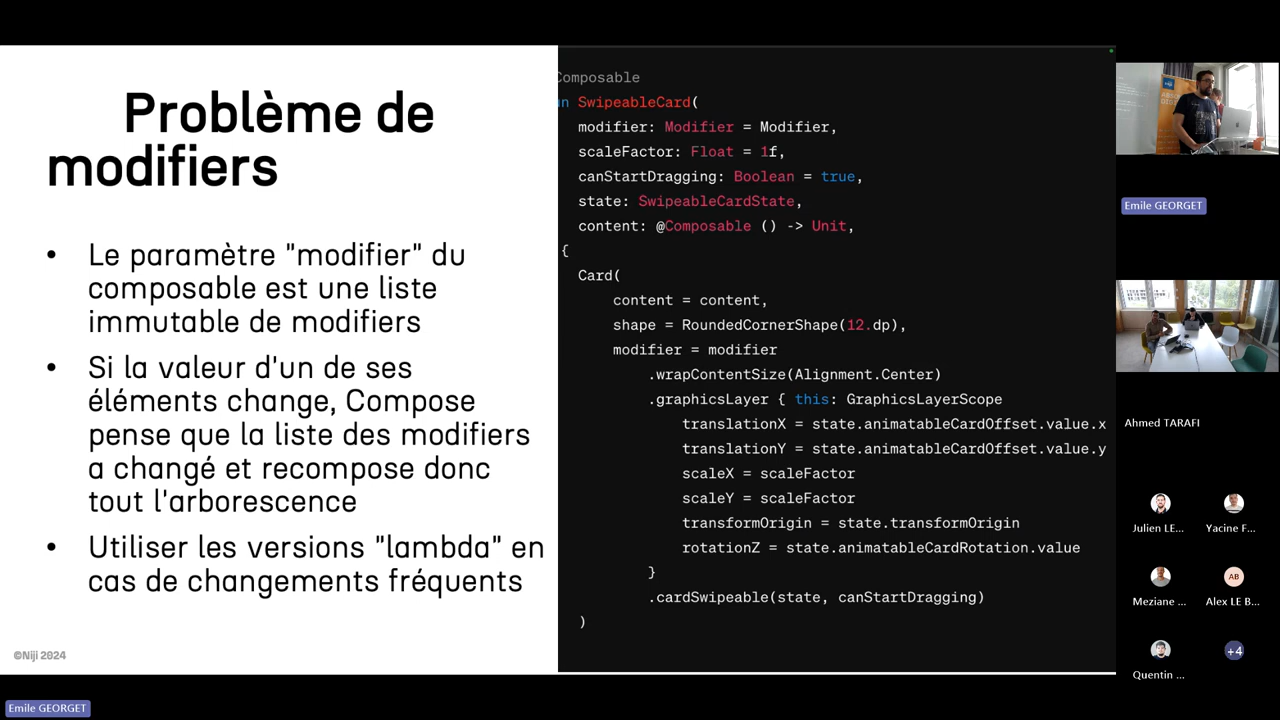 Problème de
modifiers
• Le paramètre "modifier" du
composable est une liste
immutable de modifiers
• Si la valeur d'un de ses
éléments change, Compose
pense que la liste des modifiers
a changé et recompose donc
tout l'arborescence
• Utiliser les versions "lambda" en
cas de changements fréquents
©Niji 2024
Emile GEORGET
Composable
un SwipeableCard(
modifier: Modifier = Modifier,
scaleFactor: Float = 1f,
canStartDragging: Boolean = true,
state: SwipeableCardState,
content: @Composable () -> Unit,
{
Card(
content = content,
shape = RoundedCornerShape(12.dp),
modifier = modifier
.wrapContentSize(Alignment.Center)
.graphicsLayer { this: GraphicsLayerScope
translationX = state.animatableCardOffset.value.x
translationY = state.animatableCardOffset.value.y
scaleX = scaleFactor
scaleY = scaleFactor
transformOrigin = state.transformOrigin
rotationZ = state.animatableCardRotation.value
}
.cardSwipeable(state, canStartDragging)
)
Emile GEORGET
Ahmed TARAFI
Julien LE...
Yacine F...
Meziane ...
AB
Alex LE B...
Quentin ...
+4